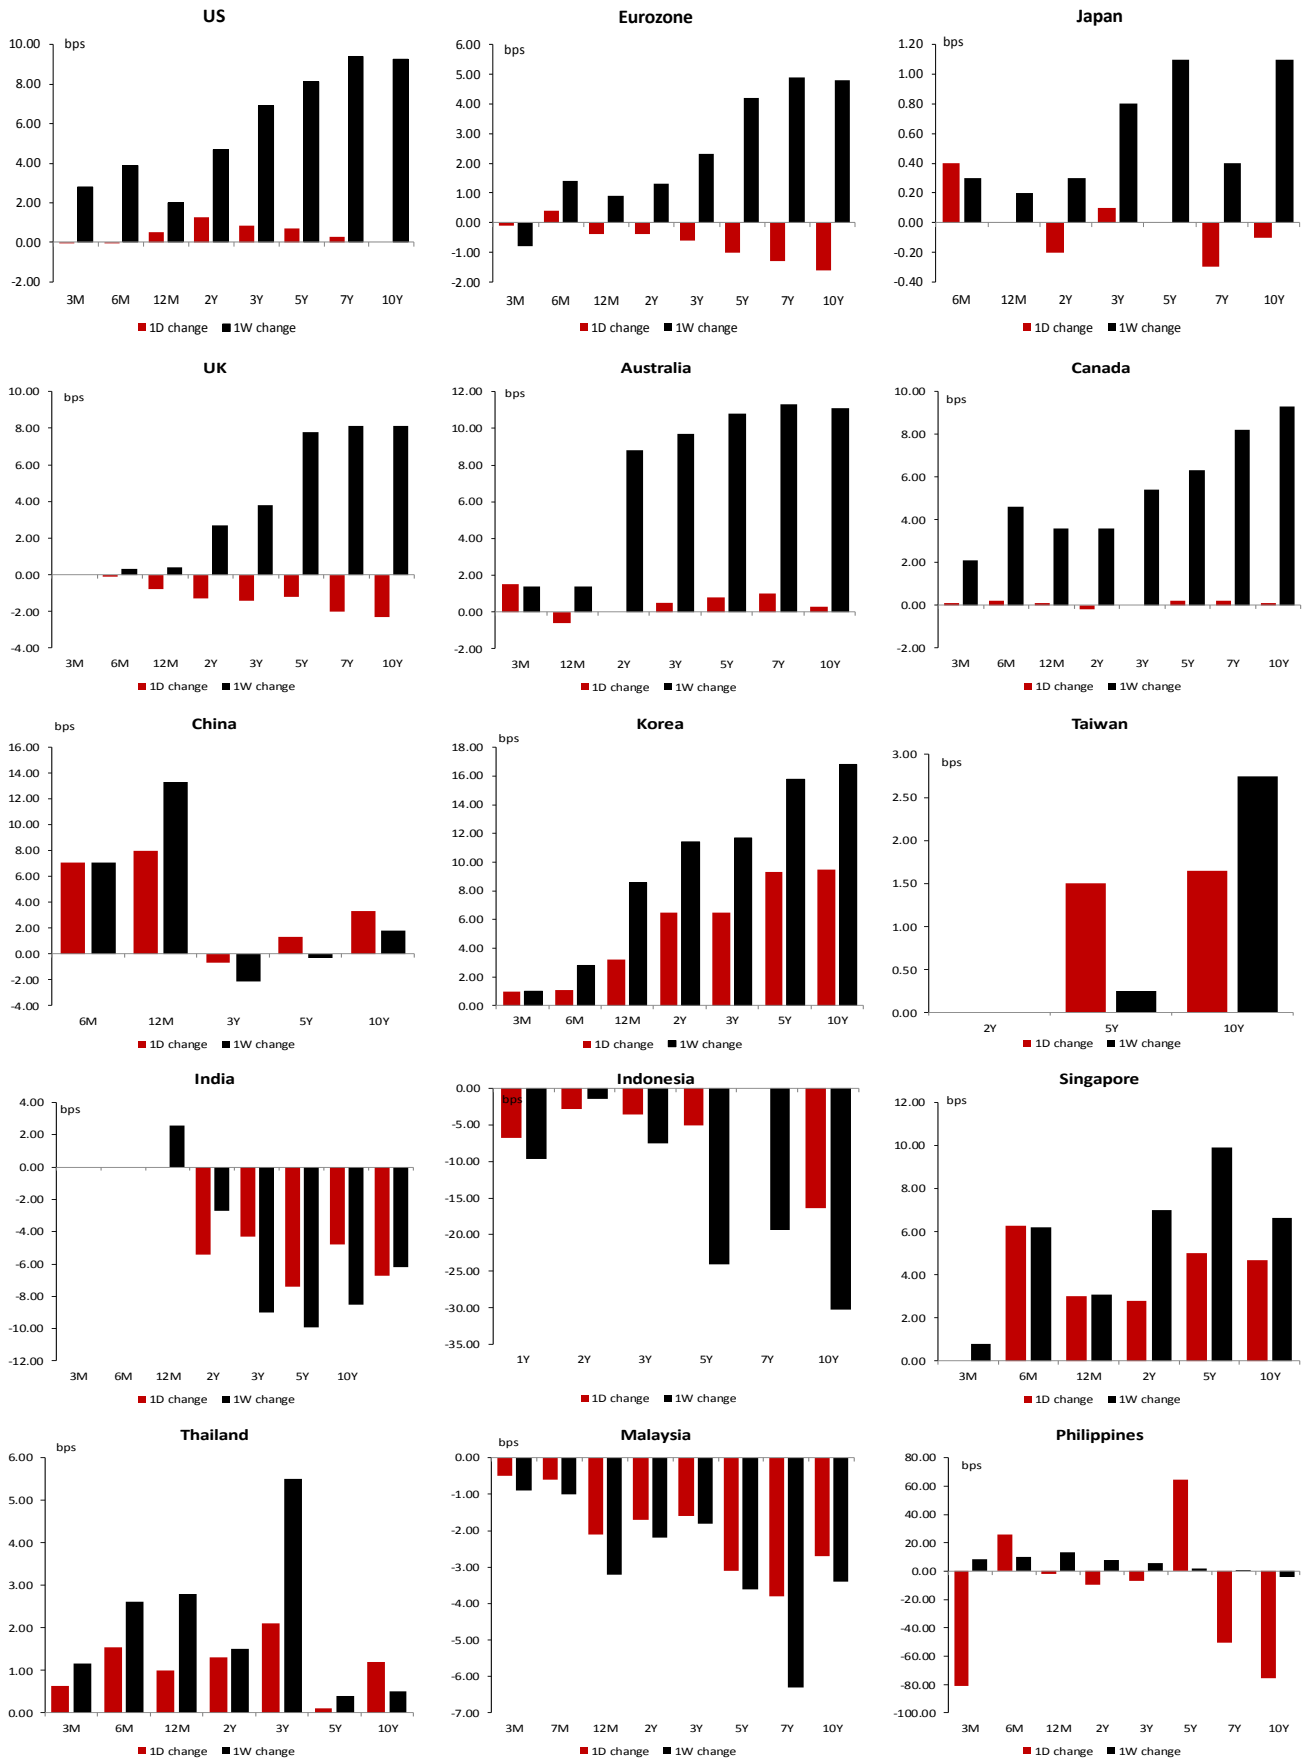 US
bps
10.00
8.00
6.00
4.00
2.00
0.00
-2.00
3M 6M 12M 2Y 3Y 5Y 7Y 10Y
1D change 1W change
Eurozone
bps
6.00
5.00
4.00
3.00
2.00
1.00
0.00
-1.00
-2.00
3M 6M 12M 2Y 3Y 5Y 7Y 10Y
1D change 1W change
Japan
bps
1.20
1.00
0.80
0.60
0.40
0.20
0.00
-0.20
-0.40
6M 12M 2Y 3Y 5Y 7Y 10Y
1D change 1W change
UK
bps
10.00
8.00
6.00
4.00
2.00
0.00
-2.00
-4.00
3M 6M 12M 2Y 3Y 5Y 7Y 10Y
1D change 1W change
Australia
bps
12.00
10.00
8.00
6.00
4.00
2.00
0.00
-2.00
3M 12M 2Y 3Y 5Y 7Y 10Y
1D change 1W change
Canada
bps
10.00
8.00
6.00
4.00
2.00
0.00
-2.00
3M 6M 12M 2Y 3Y 5Y 7Y 10Y
1D change 1W change
China
bps
16.00
14.00
12.00
10.00
8.00
6.00
4.00
2.00
0.00
-2.00
-4.00
6M 12M 3Y 5Y 10Y
1D change 1W change
Korea
bps
18.00
16.00
14.00
12.00
10.00
8.00
6.00
4.00
2.00
0.00
3M 6M 12M 2Y 3Y 5Y 10Y
1D change 1W change
Taiwan
bps
3.00
2.50
2.00
1.50
1.00
0.50
0.00
2Y 5Y 10Y
1D change 1W change
India
bps
4.00
2.00
0.00
-2.00
-4.00
-6.00
-8.00
-10.00
-12.00
3M 6M 12M 2Y 3Y 5Y 10Y
1D change 1W change
Indonesia
bps
0.00
-5.00
-10.00
-15.00
-20.00
-25.00
-30.00
-35.00
1Y 2Y 3Y 5Y 7Y 10Y
1D change 1W change
Singapore
bps
12.00
10.00
8.00
6.00
4.00
2.00
0.00
3M 6M 12M 2Y 5Y 10Y
1D change 1W change
Thailand
bps
6.00
5.00
4.00
3.00
2.00
1.00
0.00
3M 6M 12M 2Y 3Y 5Y 10Y
1D change 1W change
Malaysia
bps
0.00
-1.00
-2.00
-3.00
-4.00
-5.00
-6.00
-7.00
3M 7M 12M 2Y 3Y 5Y 7Y 10Y
1D change 1W change
Philippines
bps
80.00
60.00
40.00
20.00
0.00
-20.00
-40.00
-60.00
-80.00
-100.00
3M 6M 12M 2Y 3Y 5Y 7Y 10Y
1D change 1W change